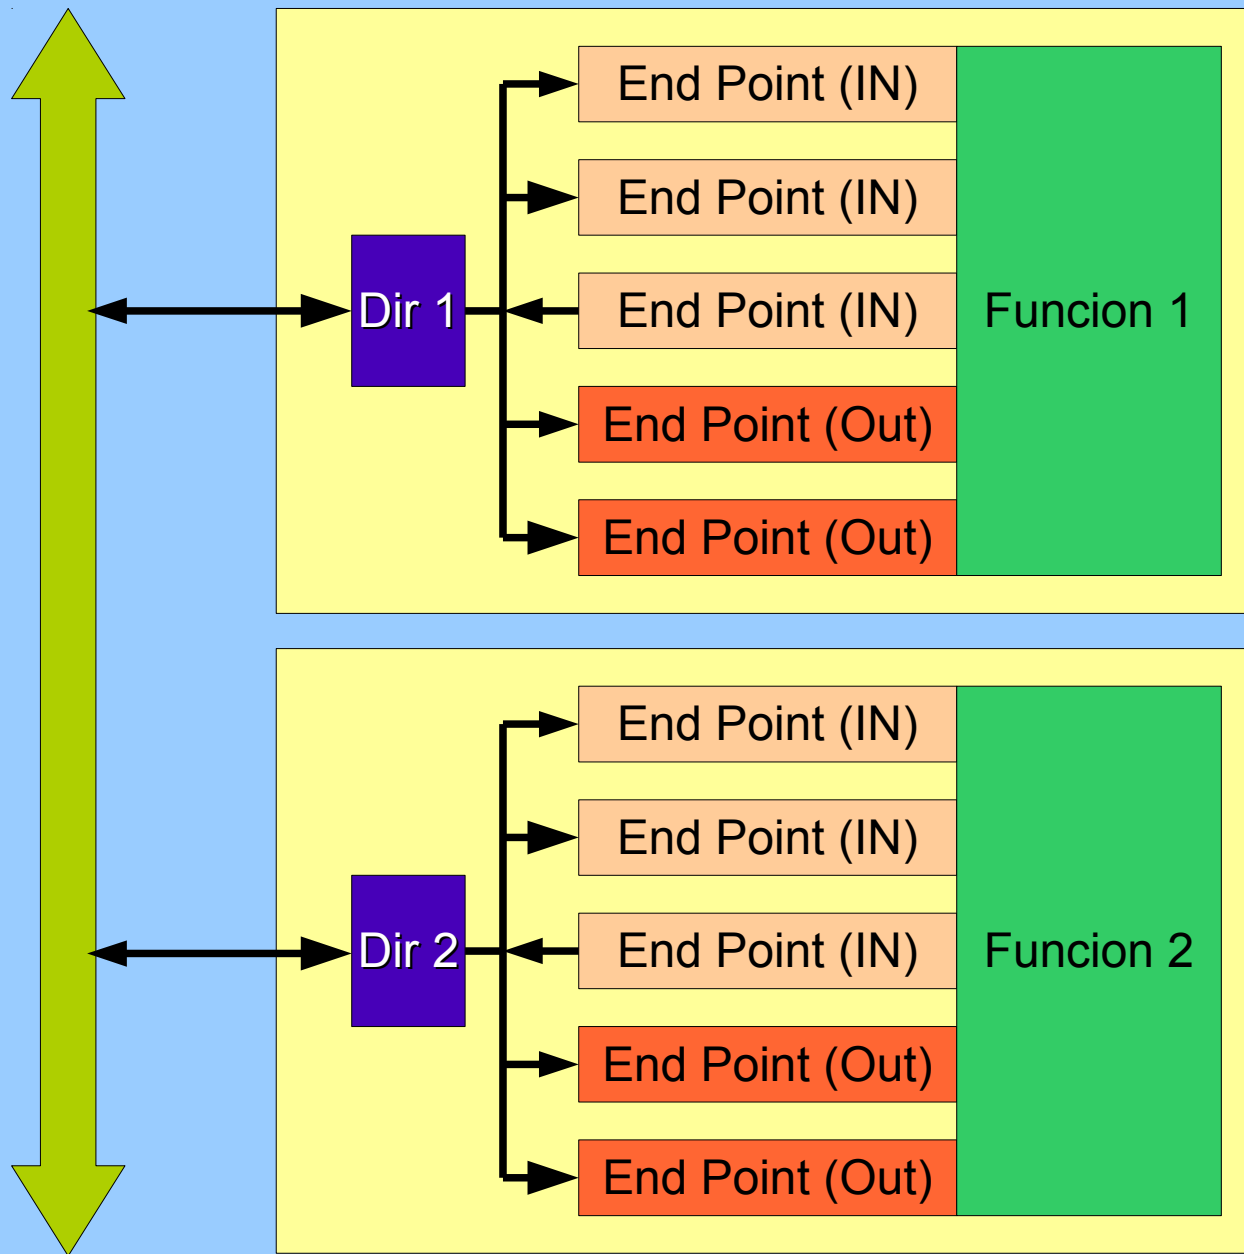 End Point (IN)
End Point (IN)
Dir 1
End Point (IN)
Funcion 1
End Point (Out)
End Point (Out)
End Point (IN)
End Point (IN)
Dir 2
End Point (IN)
Funcion 2
End Point (Out)
End Point (Out)